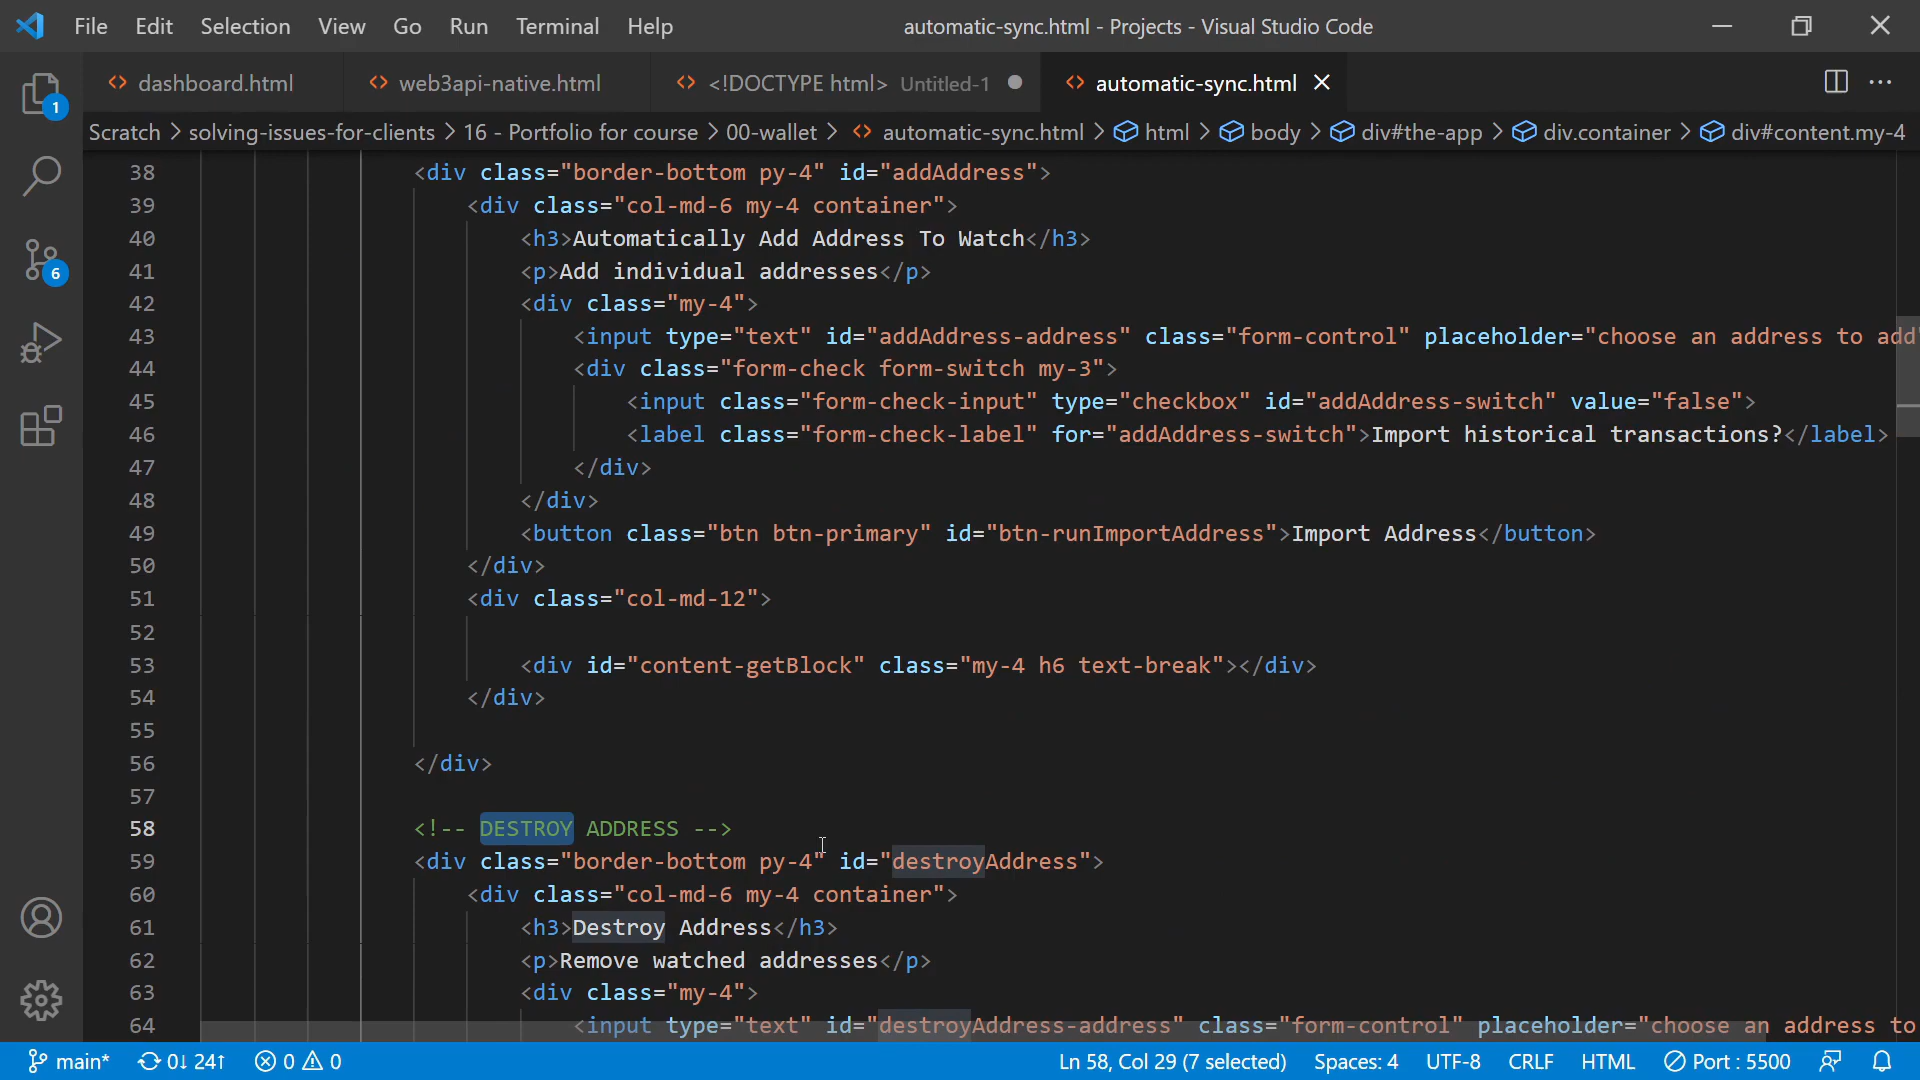 File Edit Selection View Go Run Terminal Help automatic-sync.html - Projects - Visual Studio Code
dashboard.html web3api-native.html <!DOCTYPE html> Untitled-1 automatic-sync.html
Scratch > solving-issues-for-clients > 16 - Portfolio for course > 00-wallet > automatic-sync.html > html > body > div#the-app > div.container > div#content.my-4
38 <div class="border-bottom py-4" id="addAddress">
39 <div class="col-md-6 my-4 container">
40 <h3>Automatically Add Address To Watch</h3>
41 <p>Add individual addresses</p>
42 <div class="my-4">
43 <input type="text" id="addAddress-address" class="form-control" placeholder="choose an address to add
44 <div class="form-check form-switch my-3">
45 <input class="form-check-input" type="checkbox" id="addAddress-switch" value="false">
46 <label class="form-check-label" for="addAddress-switch">Import historical transactions?</label>
47 </div>
48 </div>
49 <button class="btn btn-primary" id="btn-runImportAddress">Import Address</button>
50 </div>
51 <div class="col-md-12">
52
53 <div id="content-getBlock" class="my-4 h6 text-break"></div>
54 </div>
55
56 </div>
57
58 <!-- DESTROY ADDRESS -->
59 <div class="border-bottom py-4" id="destroyAddress">
60 <div class="col-md-6 my-4 container">
61 <h3>Destroy Address</h3>
62 <p>Remove watched addresses</p>
63 <div class="my-4">
64 <input type="text" id="destroyAddress-address" class="form-control" placeholder="choose an address to
1
6
main* 0↓ 24↑ 0 0 Ln 58, Col 29 (7 selected) Spaces: 4 UTF-8 CRLF HTML Port : 5500